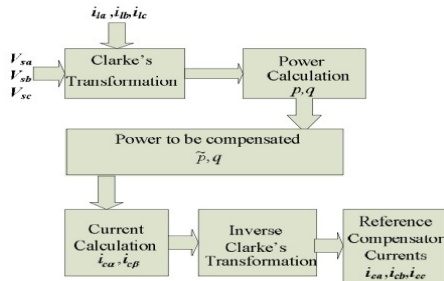 i_la ,i_lb,i_lc
V_sa
V_sb
V_sc
Clarke's
Transformation
Power
Calculation
p,q
Power to be compensated
p̃, q
Current
Calculation
i_cα ,i_cβ
Inverse
Clarke's
Transformation
Reference
Compensator
Currents
i_ca,i_cb,i_cc